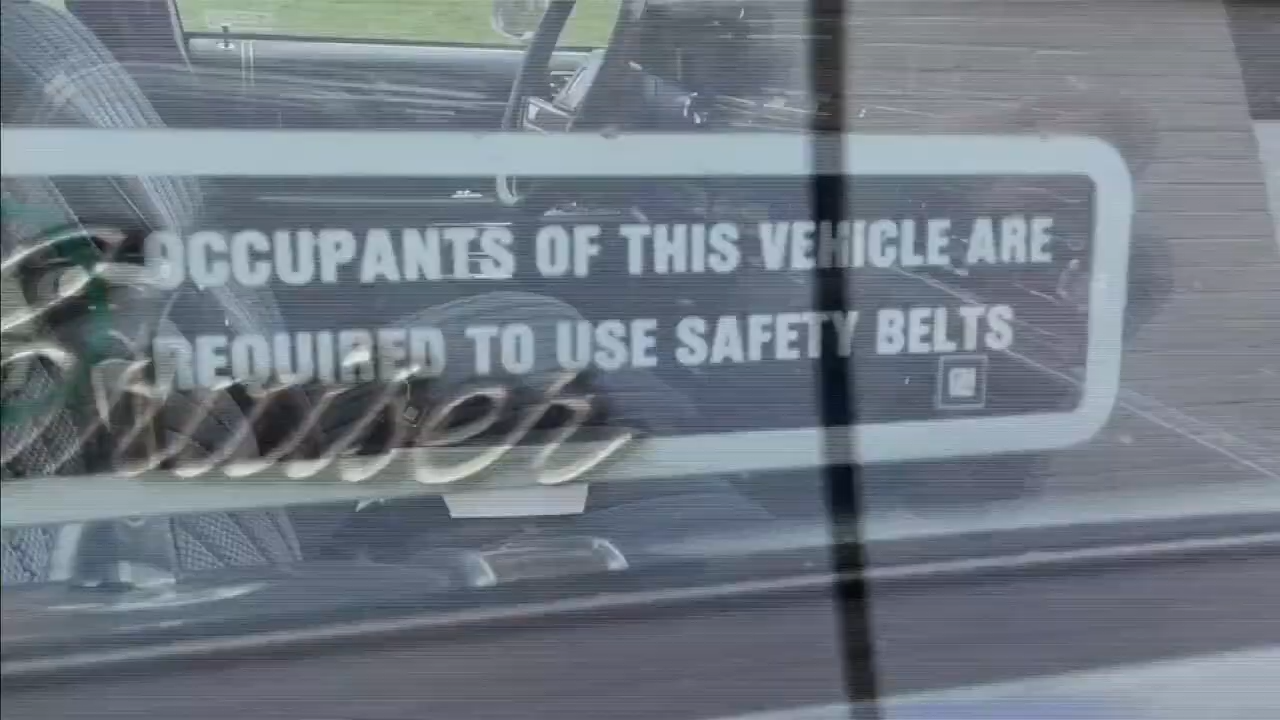 OCCUPANTS OF THIS VEHICLE ARE
REQUIRED TO USE SAFETY BELTS